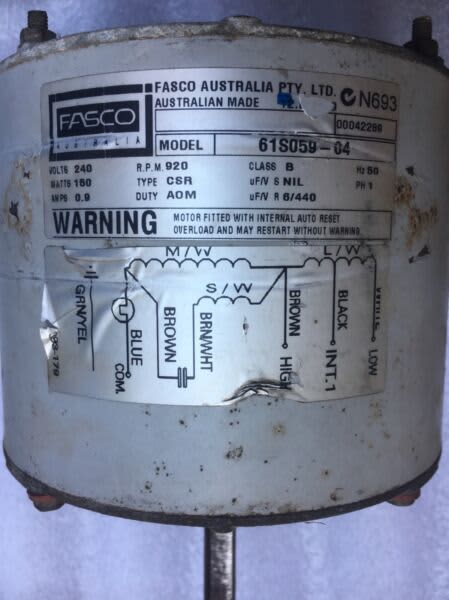 FASCO
AUSTRALIA
FASCO AUSTRALIA PTY. LTD.
AUSTRALIAN MADE
N693
00042289
MODEL 61S059-04
VOLTS 240 R.P.M. 920 CLASS B Hz 50
WATTS 160 TYPE CSR uF/V S NIL PH 1
AMPS 0.9 DUTY AOM uF/V R 6/440
WARNING MOTOR FITTED WITH INTERNAL AUTO RESET
OVERLOAD AND MAY RESTART WITHOUT WARNING
M/W
L/W
S/W
GRN/YEL
BLUE
COM.
BROWN
BRN/WHT
BROWN
HIGH
BLACK
INT.1
WHITE
LOW